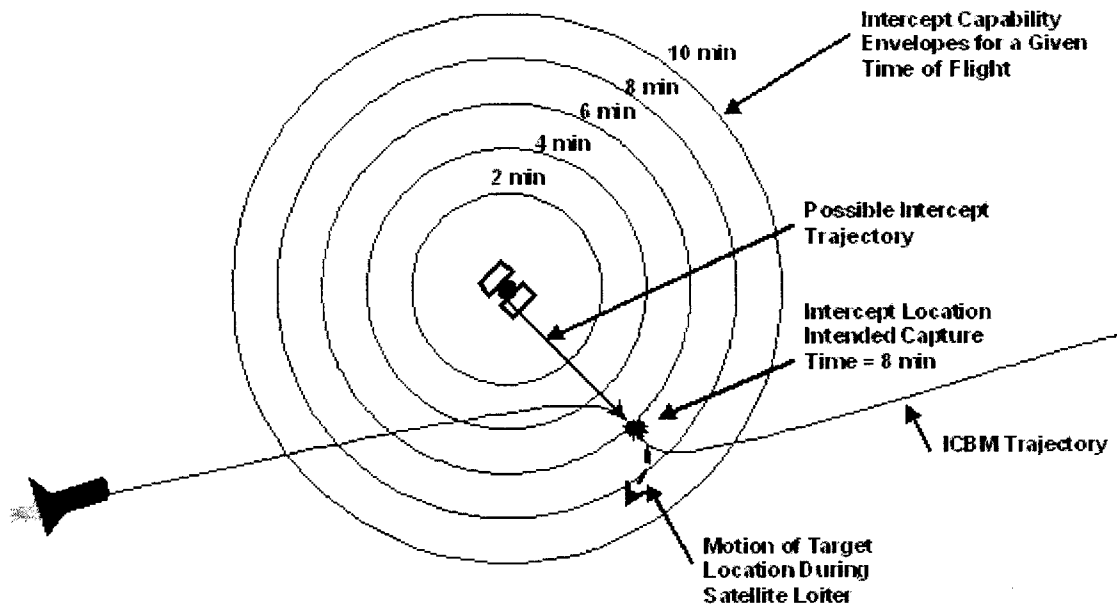 Intercept Capability
Envelopes for a Given
Time of Flight
10 min
8 min
6 min
4 min
2 min
Possible Intercept
Trajectory
Intercept Location
Intended Capture
Time = 8 min
ICBM Trajectory
Motion of Target
Location During
Satellite Loiter